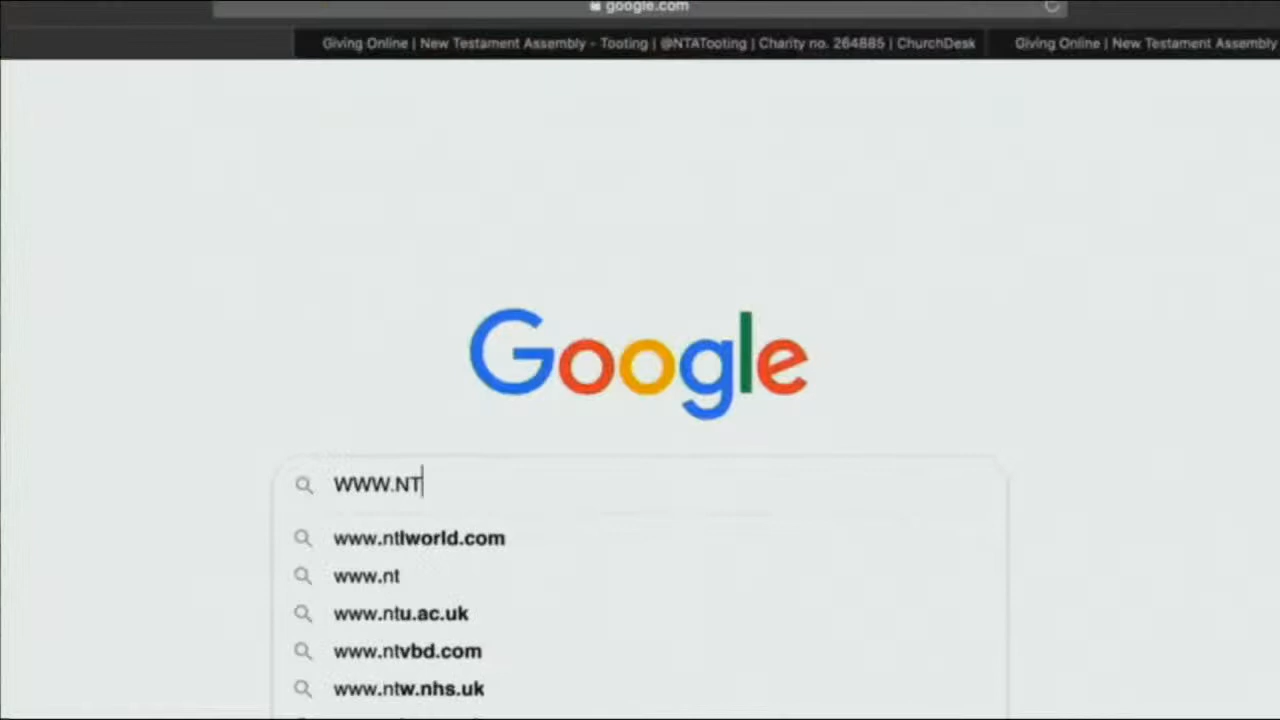 google.com
Giving Online | New Testament Assembly - Tooting | @NTATooting | Charity no. 264885 | ChurchDesk
Giving Online | New Testament Assembly
Google
WWW.NT
www.ntlworld.com
www.nt
www.ntu.ac.uk
www.ntvbd.com
www.ntw.nhs.uk